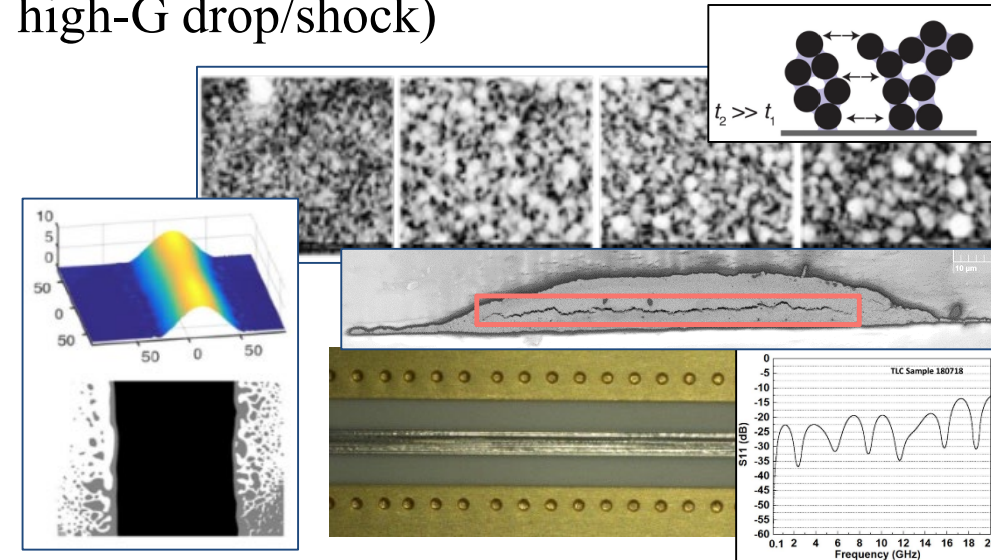 high-G drop/shock)
t2 >> t1
10
5
0
50
0
50
50 0 50
10 μm
TLC Sample 180718
S11 (dB)
0
-5
-10
-15
-20
-25
-30
-35
-40
-45
-50
-55
-60
0.1 2 4 6 8 10 12 14 16 18
Frequency (GHz)